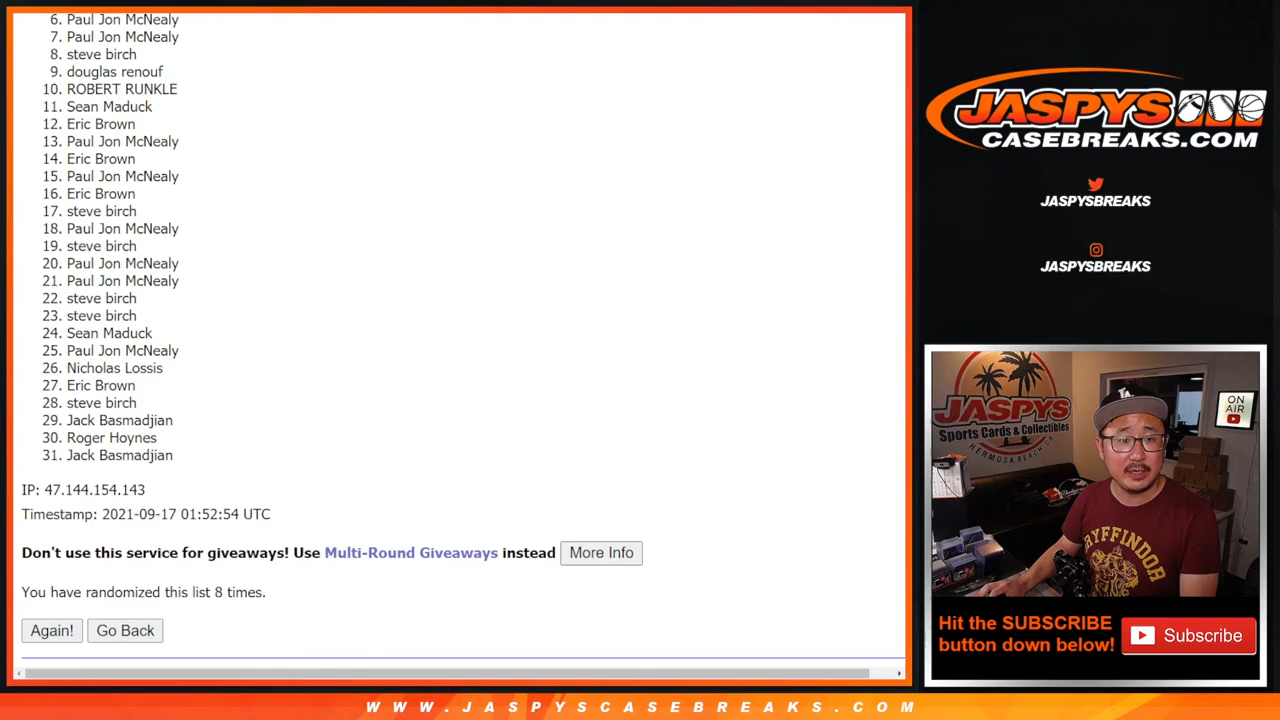 6. Paul Jon McNealy
7. Paul Jon McNealy
8. steve birch
9. douglas renouf
10. ROBERT RUNKLE
11. Sean Maduck
12. Eric Brown
13. Paul Jon McNealy
14. Eric Brown
15. Paul Jon McNealy
16. Eric Brown
17. steve birch
18. Paul Jon McNealy
19. steve birch
20. Paul Jon McNealy
21. Paul Jon McNealy
22. steve birch
23. steve birch
24. Sean Maduck
25. Paul Jon McNealy
26. Nicholas Lossis
27. Eric Brown
28. steve birch
29. Jack Basmadjian
30. Roger Hoynes
31. Jack Basmadjian
IP: 47.144.154.143
Timestamp: 2021-09-17 01:52:54 UTC
Don't use this service for giveaways! Use Multi-Round Giveaways instead More Info
You have randomized this list 8 times.
Again! Go Back
JASPYS
CASEBREAKS.COM
JASPYSBREAKS
JASPYSBREAKS
JASPYS
Sports Cards & Collectibles
HERMOSA BEACH CA
ON
AIR
LA
GRYFFINDOR
Hit the SUBSCRIBE
button down below!
Subscribe
WWW.JASPYSCASEBREAKS.COM